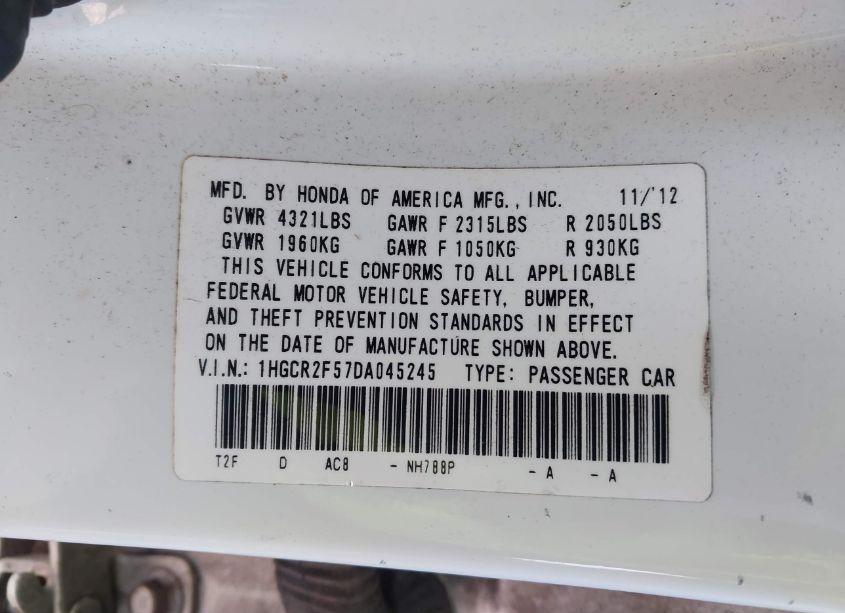 MFD. BY HONDA OF AMERICA MFG., INC. 11/'12
GVWR 4321LBS GAWR F 2315LBS R 2050LBS
GVWR 1960KG GAWR F 1050KG R 930KG
THIS VEHICLE CONFORMS TO ALL APPLICABLE
FEDERAL MOTOR VEHICLE SAFETY, BUMPER,
AND THEFT PREVENTION STANDARDS IN EFFECT
ON THE DATE OF MANUFACTURE SHOWN ABOVE.
V.I.N.: 1HGCR2F57DA045245 TYPE: PASSENGER CAR
T2F D AC8 - NH788P - A - A